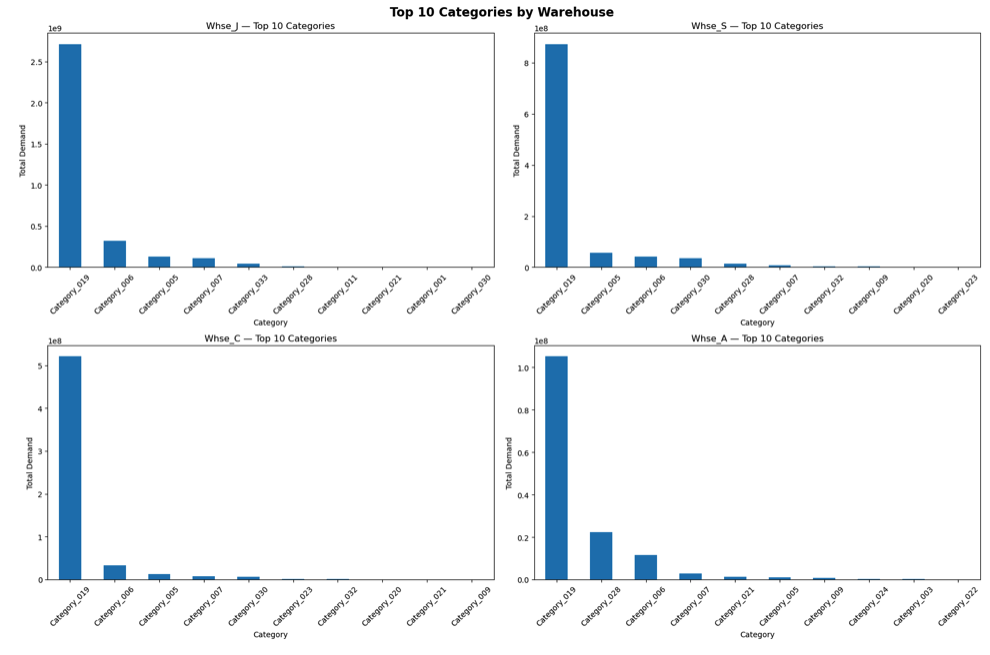 Top 10 Categories by Warehouse
Whse_J — Top 10 Categories
1e9
2.5
2.0
1.5
1.0
0.5
0.0
Total Demand
Category_019
Category_006
Category_005
Category_007
Category_033
Category_028
Category_011
Category_021
Category_001
Category_030
Category
Whse_S — Top 10 Categories
1e8
8
6
4
2
0
Total Demand
Category_019
Category_005
Category_006
Category_030
Category_028
Category_007
Category_032
Category_009
Category_020
Category_023
Category
Whse_C — Top 10 Categories
1e8
5
4
3
2
1
0
Total Demand
Category_019
Category_006
Category_005
Category_007
Category_030
Category_023
Category_032
Category_020
Category_021
Category_009
Category
Whse_A — Top 10 Categories
1e8
1.0
0.8
0.6
0.4
0.2
0.0
Total Demand
Category_019
Category_028
Category_006
Category_007
Category_021
Category_005
Category_009
Category_024
Category_003
Category_022
Category